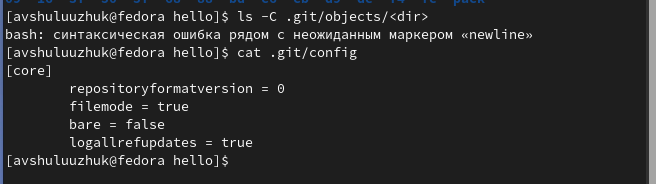 [avshuluuzhuk@fedora hello]$ ls -C .git/objects/<dir>
bash: синтаксическая ошибка рядом с неожиданным маркером «newline»
[avshuluuzhuk@fedora hello]$ cat .git/config
[core]
        repositoryformatversion = 0
        filemode = true
        bare = false
        logallrefupdates = true
[avshuluuzhuk@fedora hello]$